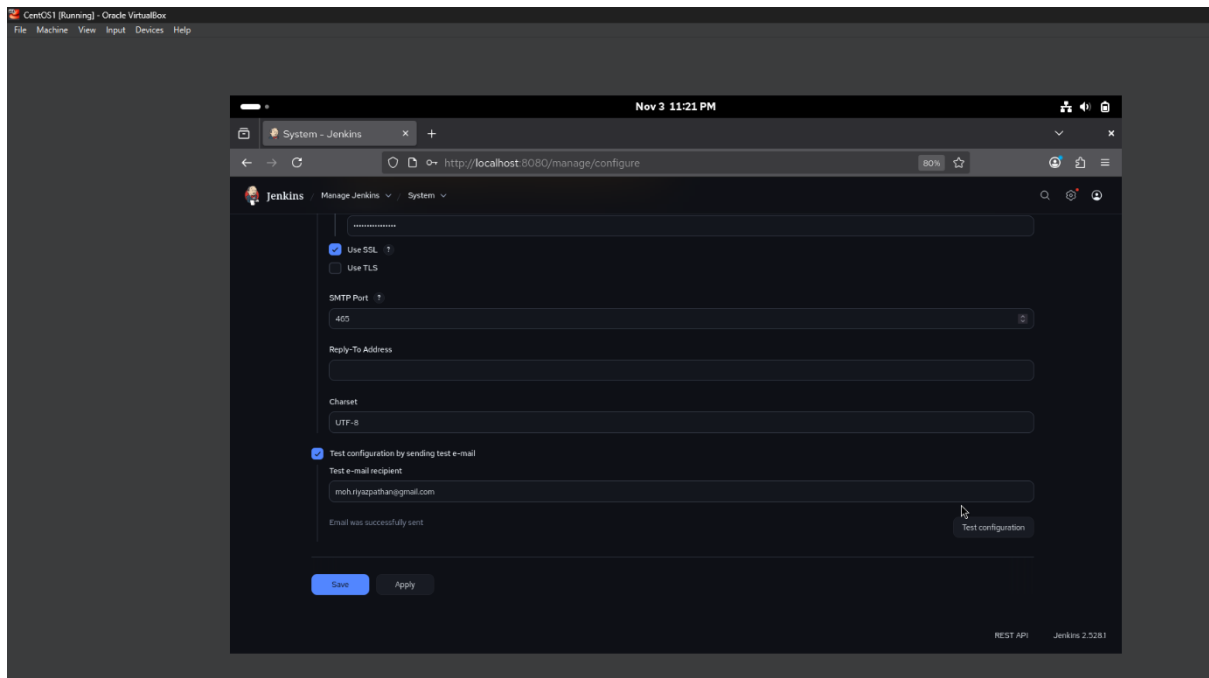 CentOS1 [Running] - Oracle VirtualBox
File Machine View Input Devices Help
Nov 3 11:21 PM
System - Jenkins
http://localhost:8080/manage/configure
80%
Jenkins / Manage Jenkins / System
Use SSL ?
Use TLS
SMTP Port ?
465
Reply-To Address
Charset
UTF-8
Test configuration by sending test e-mail
Test e-mail recipient
moh.riyazpathan@gmail.com
Email was successfully sent
Test configuration
Save Apply
REST API Jenkins 2.528.1